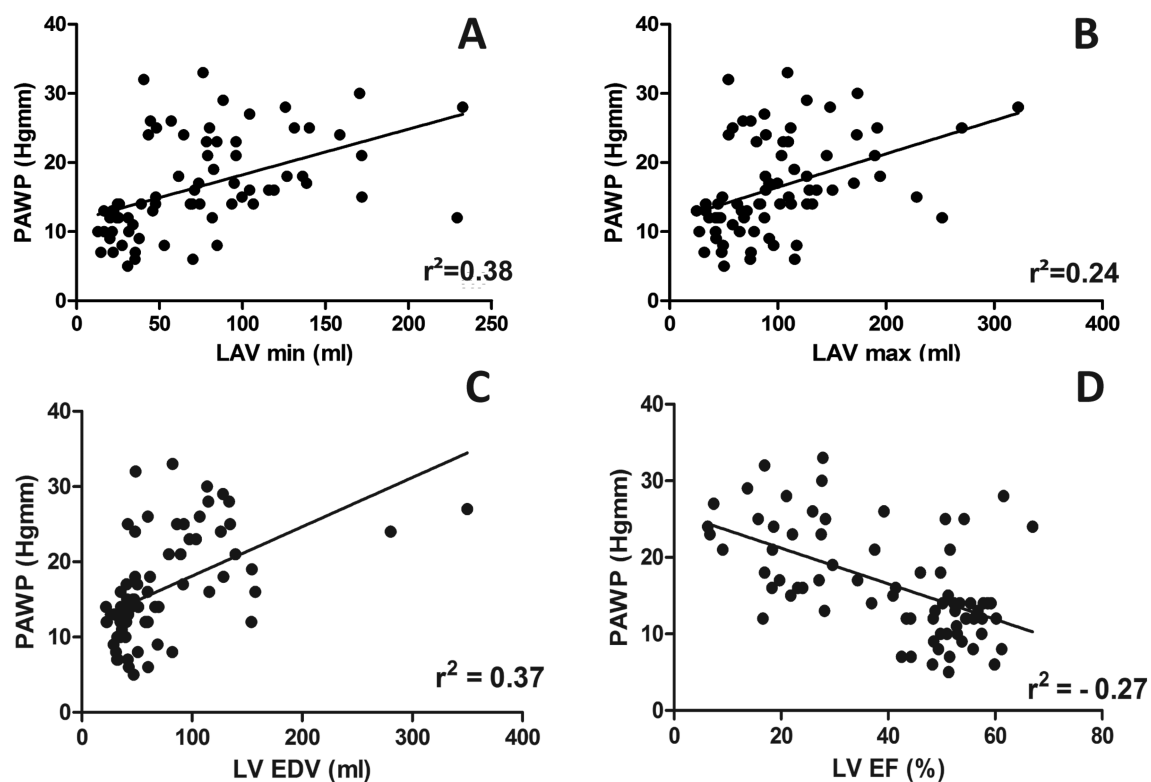 A
40
30
20
10
0
PAWP (Hgmm)
r²=0.38
0 50 100 150 200 250
LAV min (ml)
B
40
30
20
10
0
PAWP (Hgmm)
r²=0.24
0 100 200 300 400
LAV max (ml)
C
40
30
20
10
0
PAWP (Hgmm)
r² = 0.37
0 100 200 300 400
LV EDV (ml)
D
40
30
20
10
0
PAWP (Hgmm)
r² = - 0.27
0 20 40 60 80
LV EF (%)